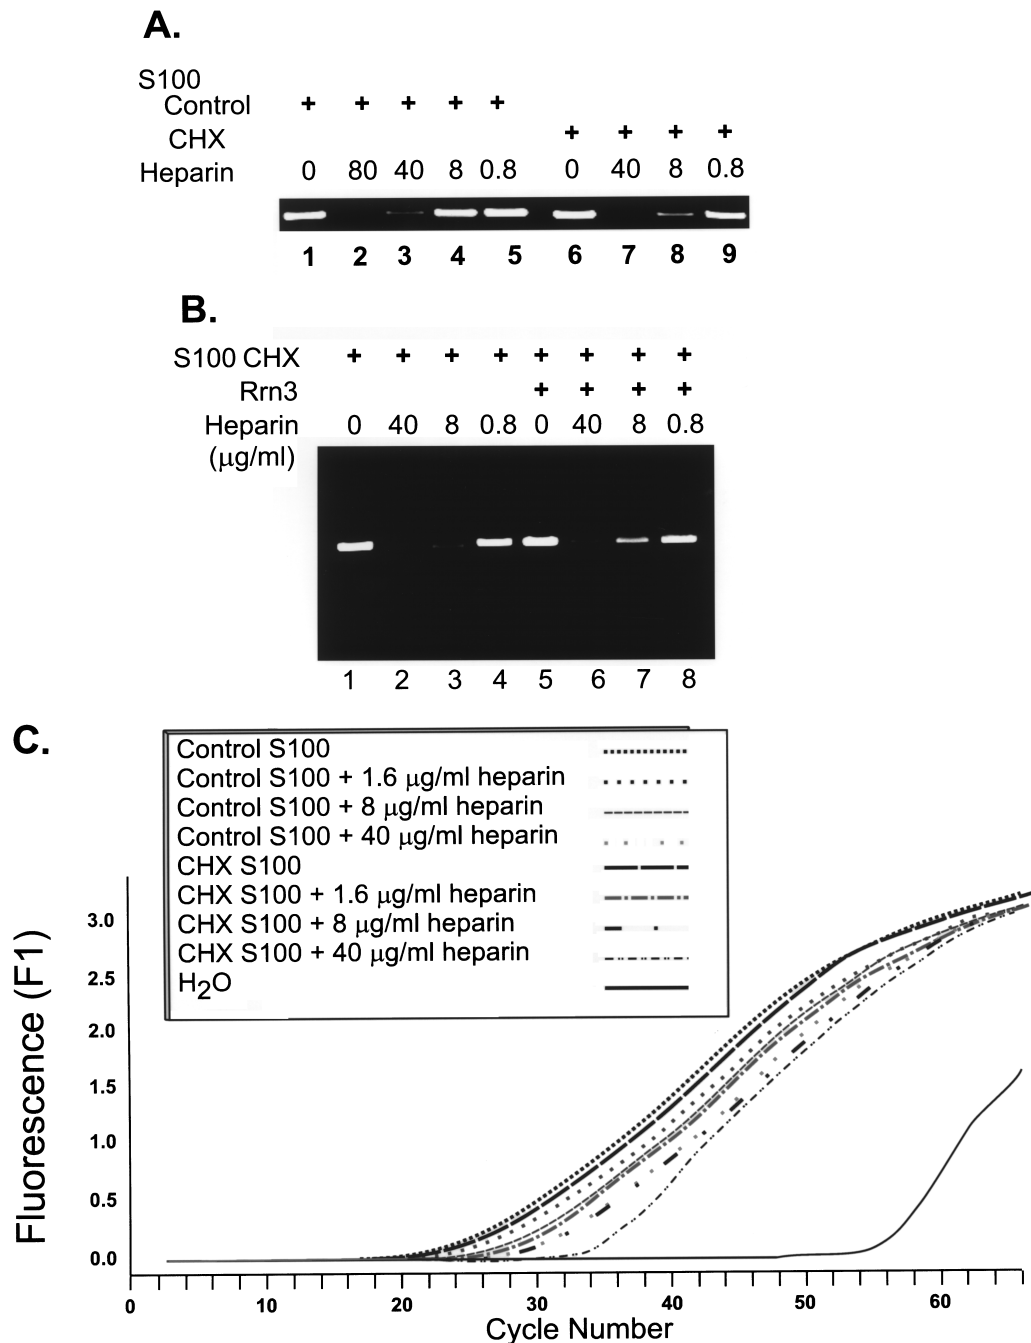 A.
S100
Control + + + + +
CHX + + + +
Heparin 0 80 40 8 0.8 0 40 8 0.8
1 2 3 4 5 6 7 8 9
B.
S100 CHX + + + + + + + +
Rrn3 + + + +
Heparin 0 40 8 0.8 0 40 8 0.8
(μg/ml)
1 2 3 4 5 6 7 8
C.
Control S100
Control S100 + 1.6 μg/ml heparin
Control S100 + 8 μg/ml heparin
Control S100 + 40 μg/ml heparin
CHX S100
CHX S100 + 1.6 μg/ml heparin
CHX S100 + 8 μg/ml heparin
CHX S100 + 40 μg/ml heparin
H2O
Fluorescence (F1)
3.0
2.5
2.0
1.5
1.0
0.5
0.0
0 10 20 30 40 50 60
Cycle Number